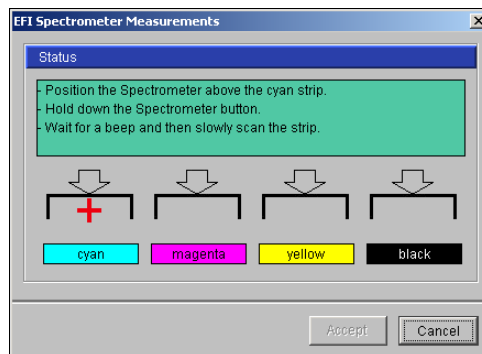 EFI Spectrometer Measurements
Status
- Position the Spectrometer above the cyan strip.
- Hold down the Spectrometer button.
- Wait for a beep and then slowly scan the strip.
cyan magenta yellow black
Accept Cancel